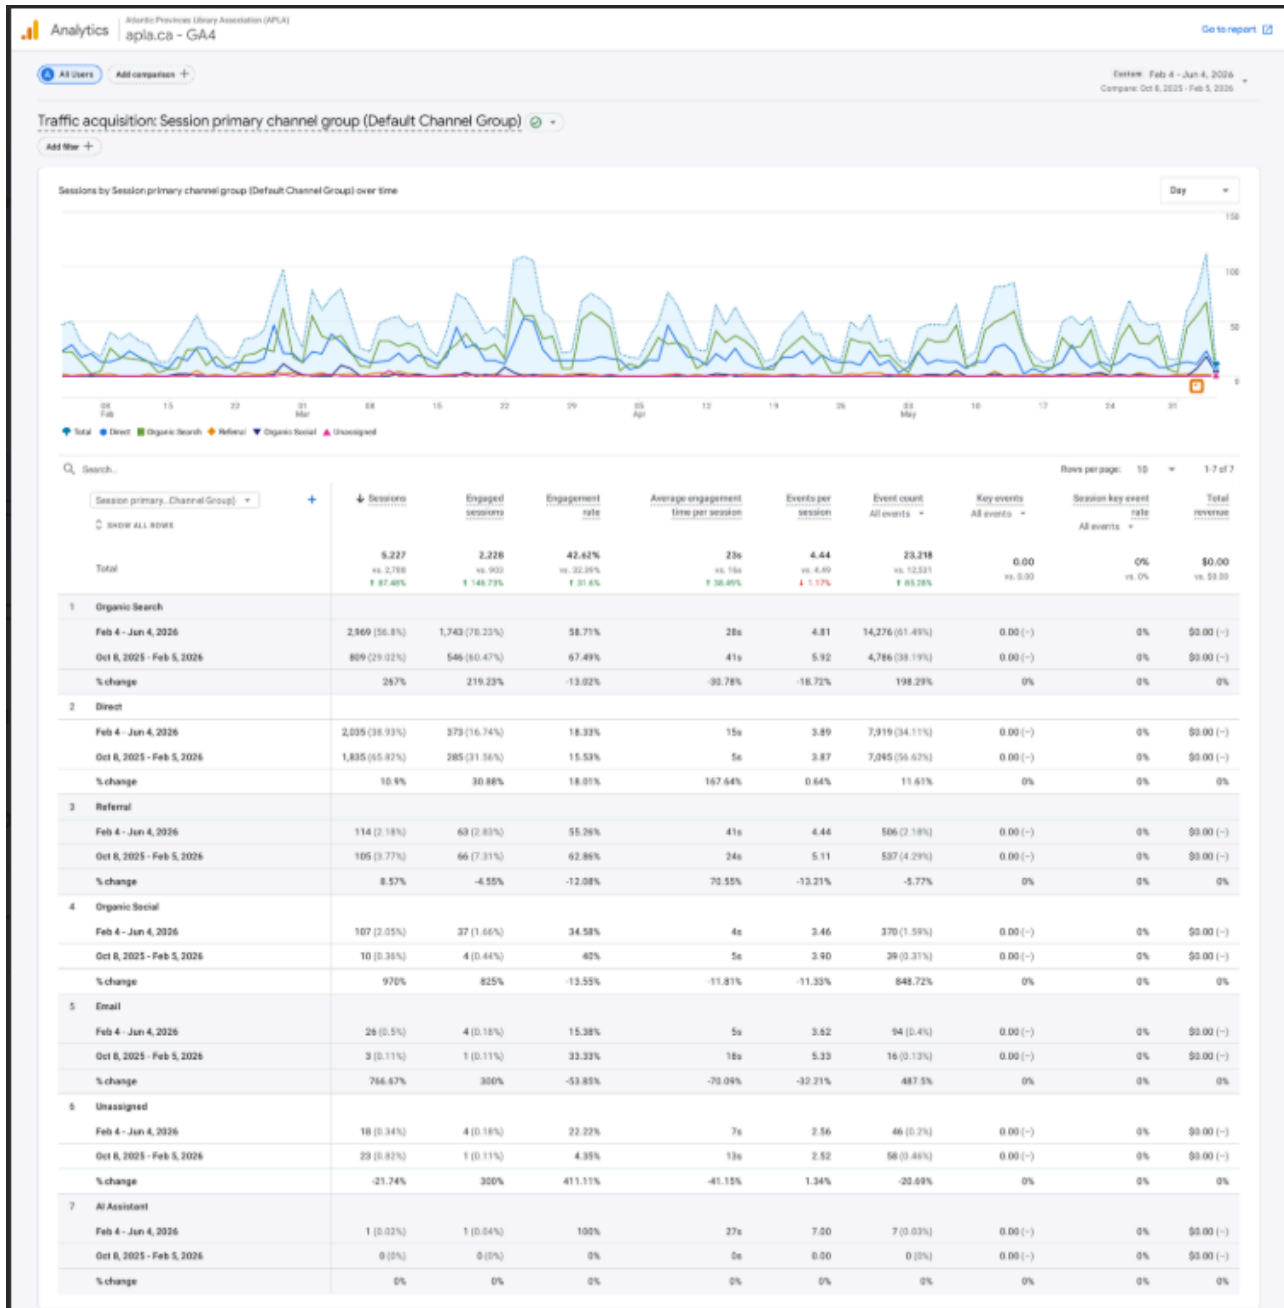 Analytics
Atlantic Provinces Library Association (APLA)
apla.ca - GA4
Go to report
A All Users
Add comparison +
Custom Feb 4 - Jun 4, 2026
Compare: Oct 8, 2025 - Feb 5, 2026
Traffic acquisition: Session primary channel group (Default Channel Group)
Add filter +
Sessions by Session primary channel group (Default Channel Group) over time
Day
150
100
50
0
08 Feb 15 22 01 Mar 08 15 22 29 05 Apr 12 19 26 03 May 10 17 24 31
Total Direct Organic Search Referral Organic Social Unassigned
Search...
Rows per page: 10 1-7 of 7
Session primary...Channel Group) + Sessions Engaged sessions Engagement rate Average engagement time per session Events per session Event count All events Key events All events Session key event rate All events Total revenue
SHOW ALL ROWS
Total 5,227 2,228 42.62% 23s 4.44 23,218 0.00 0% $0.00
vs. 2,788 vs. 903 vs. 32.39% vs. 16s vs. 4.49 vs. 12,531 vs. 0.00 vs. 0% vs. $0.00
↑ 87.48% ↑ 146.73% ↑ 31.6% ↑ 38.49% ↓ 1.17% ↑ 85.28%
1 Organic Search
Feb 4 - Jun 4, 2026 2,969 (56.8%) 1,743 (78.23%) 58.71% 28s 4.81 14,276 (61.49%) 0.00 (–) 0% $0.00 (–)
Oct 8, 2025 - Feb 5, 2026 809 (29.02%) 546 (60.47%) 67.49% 41s 5.92 4,786 (38.19%) 0.00 (–) 0% $0.00 (–)
% change 267% 219.23% -13.02% -30.78% -18.72% 198.29% 0% 0% 0%
2 Direct
Feb 4 - Jun 4, 2026 2,035 (38.93%) 373 (16.74%) 18.33% 15s 3.89 7,919 (34.11%) 0.00 (–) 0% $0.00 (–)
Oct 8, 2025 - Feb 5, 2026 1,835 (65.82%) 285 (31.56%) 15.53% 5s 3.87 7,095 (56.62%) 0.00 (–) 0% $0.00 (–)
% change 10.9% 30.88% 18.01% 167.64% 0.64% 11.61% 0% 0% 0%
3 Referral
Feb 4 - Jun 4, 2026 114 (2.18%) 63 (2.83%) 55.26% 41s 4.44 506 (2.18%) 0.00 (–) 0% $0.00 (–)
Oct 8, 2025 - Feb 5, 2026 105 (3.77%) 66 (7.31%) 62.86% 24s 5.11 537 (4.29%) 0.00 (–) 0% $0.00 (–)
% change 8.57% -4.55% -12.08% 70.55% -13.21% -5.77% 0% 0% 0%
4 Organic Social
Feb 4 - Jun 4, 2026 107 (2.05%) 37 (1.66%) 34.58% 4s 3.46 370 (1.59%) 0.00 (–) 0% $0.00 (–)
Oct 8, 2025 - Feb 5, 2026 10 (0.36%) 4 (0.44%) 40% 5s 3.90 39 (0.31%) 0.00 (–) 0% $0.00 (–)
% change 970% 825% -13.55% -11.81% -11.33% 848.72% 0% 0% 0%
5 Email
Feb 4 - Jun 4, 2026 26 (0.5%) 4 (0.18%) 15.38% 5s 3.62 94 (0.4%) 0.00 (–) 0% $0.00 (–)
Oct 8, 2025 - Feb 5, 2026 3 (0.11%) 1 (0.11%) 33.33% 18s 5.33 16 (0.13%) 0.00 (–) 0% $0.00 (–)
% change 766.67% 300% -53.85% -70.09% -32.21% 487.5% 0% 0% 0%
6 Unassigned
Feb 4 - Jun 4, 2026 18 (0.34%) 4 (0.18%) 22.22% 7s 2.56 46 (0.2%) 0.00 (–) 0% $0.00 (–)
Oct 8, 2025 - Feb 5, 2026 23 (0.82%) 1 (0.11%) 4.35% 13s 2.52 58 (0.46%) 0.00 (–) 0% $0.00 (–)
% change -21.74% 300% 411.11% -41.15% 1.34% -20.69% 0% 0% 0%
7 AI Assistant
Feb 4 - Jun 4, 2026 1 (0.02%) 1 (0.04%) 100% 27s 7.00 7 (0.03%) 0.00 (–) 0% $0.00 (–)
Oct 8, 2025 - Feb 5, 2026 0 (0%) 0 (0%) 0% 0s 0.00 0 (0%) 0.00 (–) 0% $0.00 (–)
% change 0% 0% 0% 0% 0% 0% 0% 0% 0%